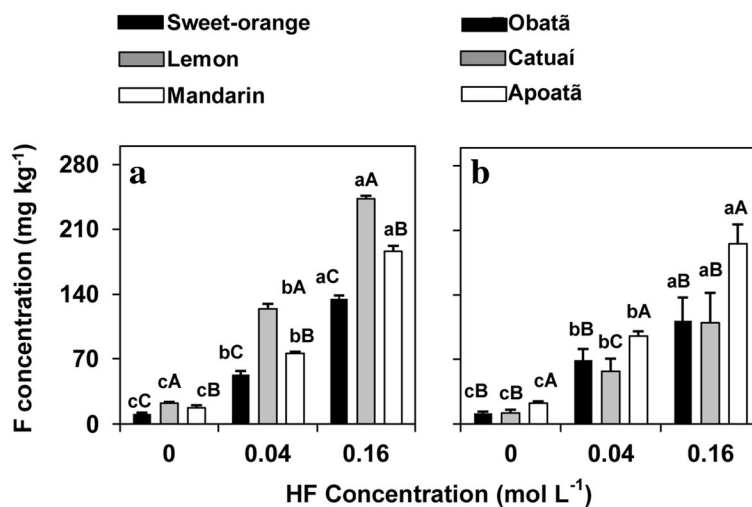 Sweet-orange
Lemon
Mandarin
Obatã
Catuaí
Apoatã
F concentration (mg kg-1)
280
210
140
70
0
a
cC cA cB
bC bA bB
aC aA aB
0 0.04 0.16
b
cB cB cA
bB bC bA
aB aB aA
0 0.04 0.16
HF Concentration (mol L-1)